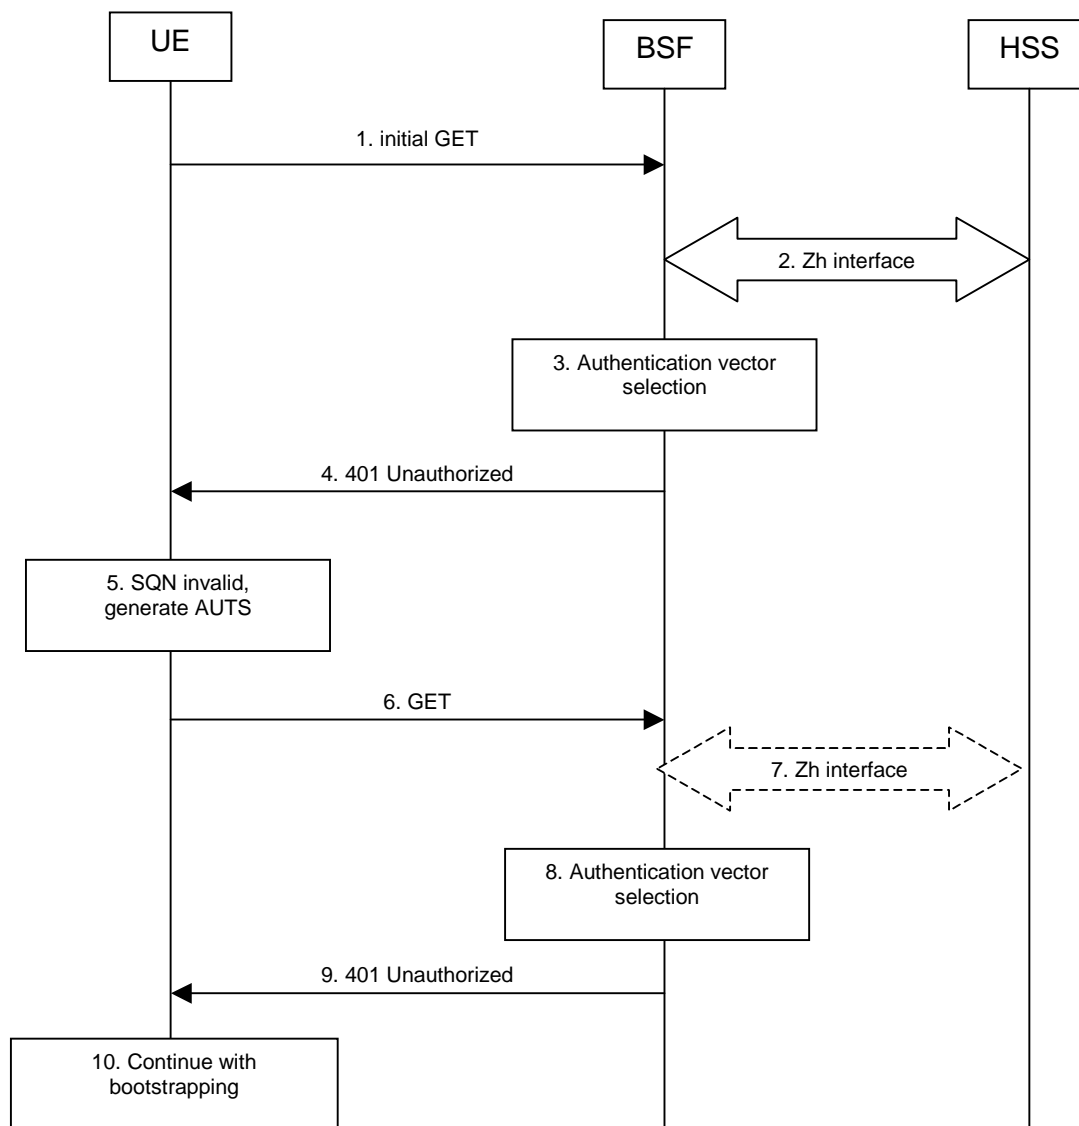 UE
BSF
HSS
1. initial GET
2. Zh interface
3. Authentication vector
selection
4. 401 Unauthorized
5. SQN invalid,
generate AUTS
6. GET
7. Zh interface
8. Authentication vector
selection
9. 401 Unauthorized
10. Continue with
bootstrapping